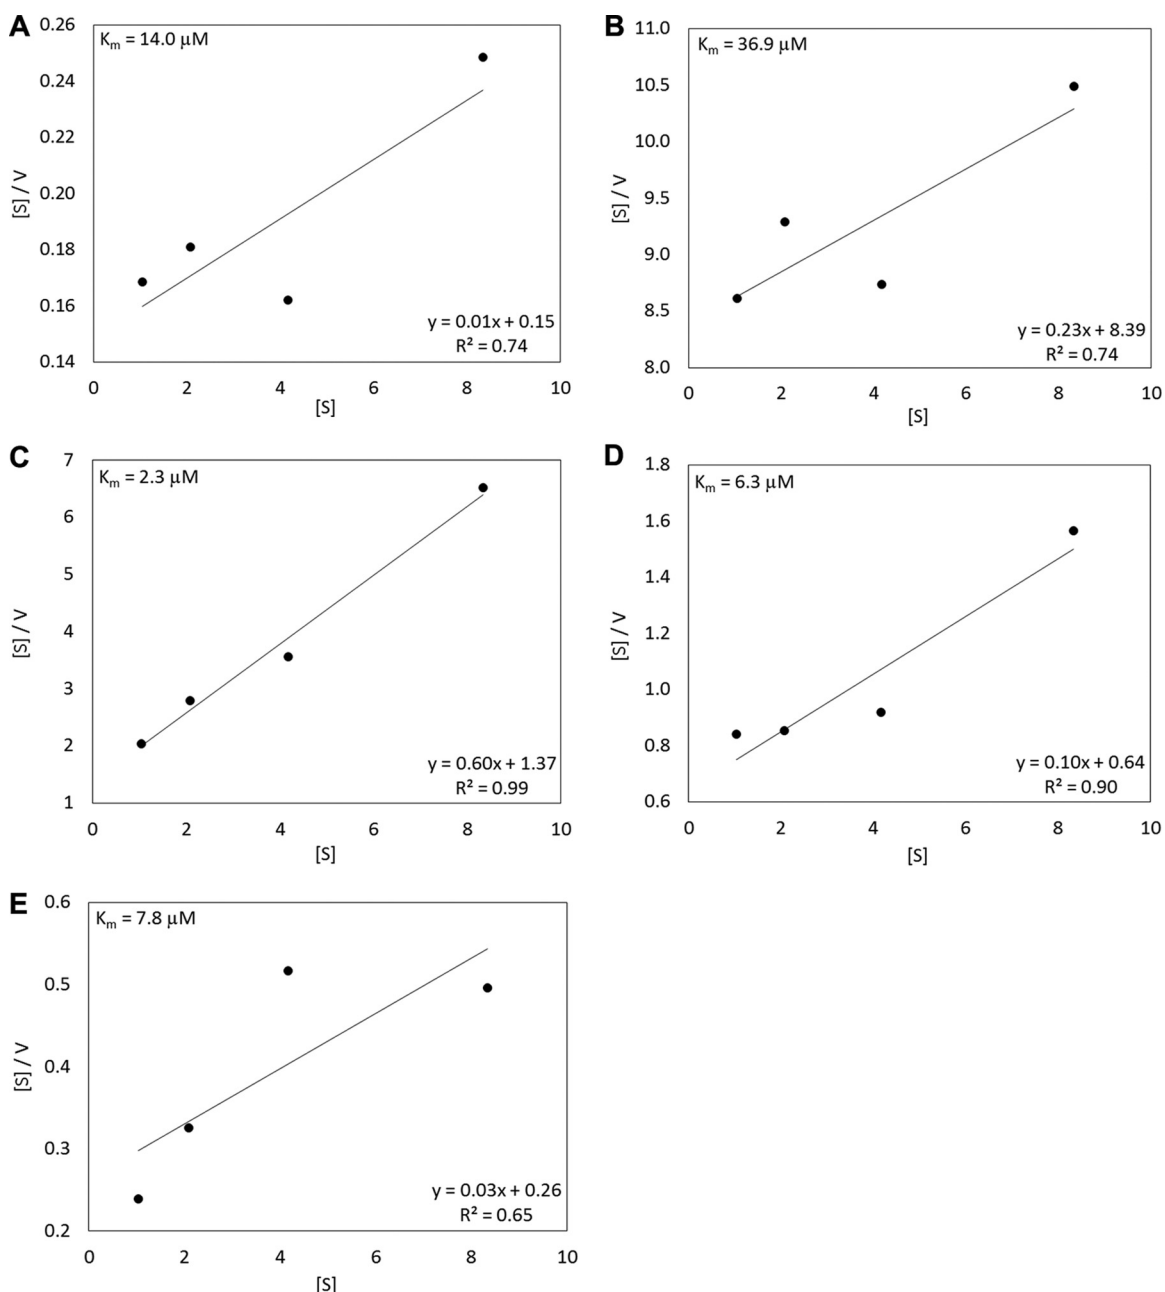 A
K_m = 14.0 μM
0.26
0.24
0.22
0.20
0.18
0.16
0.14
[S] / V
y = 0.01x + 0.15
R² = 0.74
0 2 4 6 8 10
[S]
B
K_m = 36.9 μM
11.0
10.5
10.0
9.5
9.0
8.5
8.0
[S] / V
y = 0.23x + 8.39
R² = 0.74
0 2 4 6 8 10
[S]
C
K_m = 2.3 μM
7
6
5
4
3
2
1
[S] / V
y = 0.60x + 1.37
R² = 0.99
0 2 4 6 8 10
[S]
D
K_m = 6.3 μM
1.8
1.6
1.4
1.2
1.0
0.8
0.6
[S] / V
y = 0.10x + 0.64
R² = 0.90
0 2 4 6 8 10
[S]
E
K_m = 7.8 μM
0.6
0.5
0.4
0.3
0.2
[S] / V
y = 0.03x + 0.26
R² = 0.65
0 2 4 6 8 10
[S]